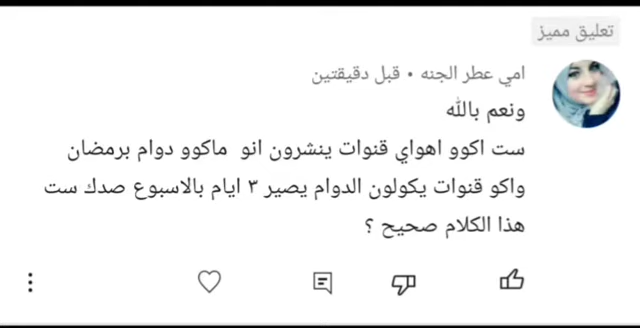 تعليق مميز
امي عطر الجنه • قبل دقيقتين
ونعم بالله
ست اكوو اهواي قنوات ينشرون انو ماكوو دوام برمضان
واكو قنوات يكولون الدوام يصير ٣ ايام بالاسبوع صدك ست
هذا الكلام صحيح ؟